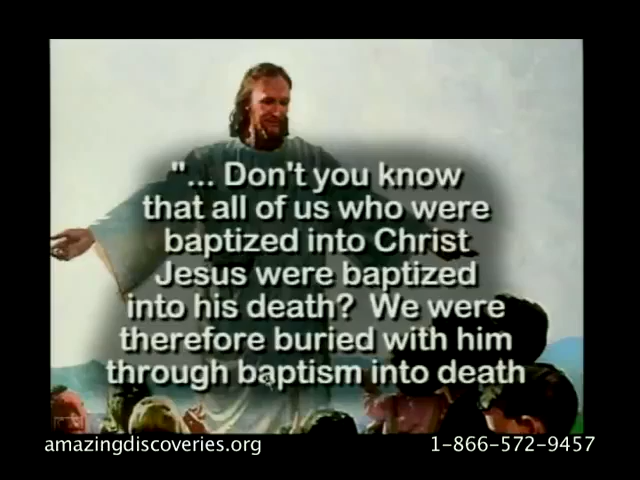 "... Don't you know
that all of us who were
baptized into Christ
Jesus were baptized
into his death? We were
therefore buried with him
through baptism into death
amazingdiscoveries.org
1-866-572-9457